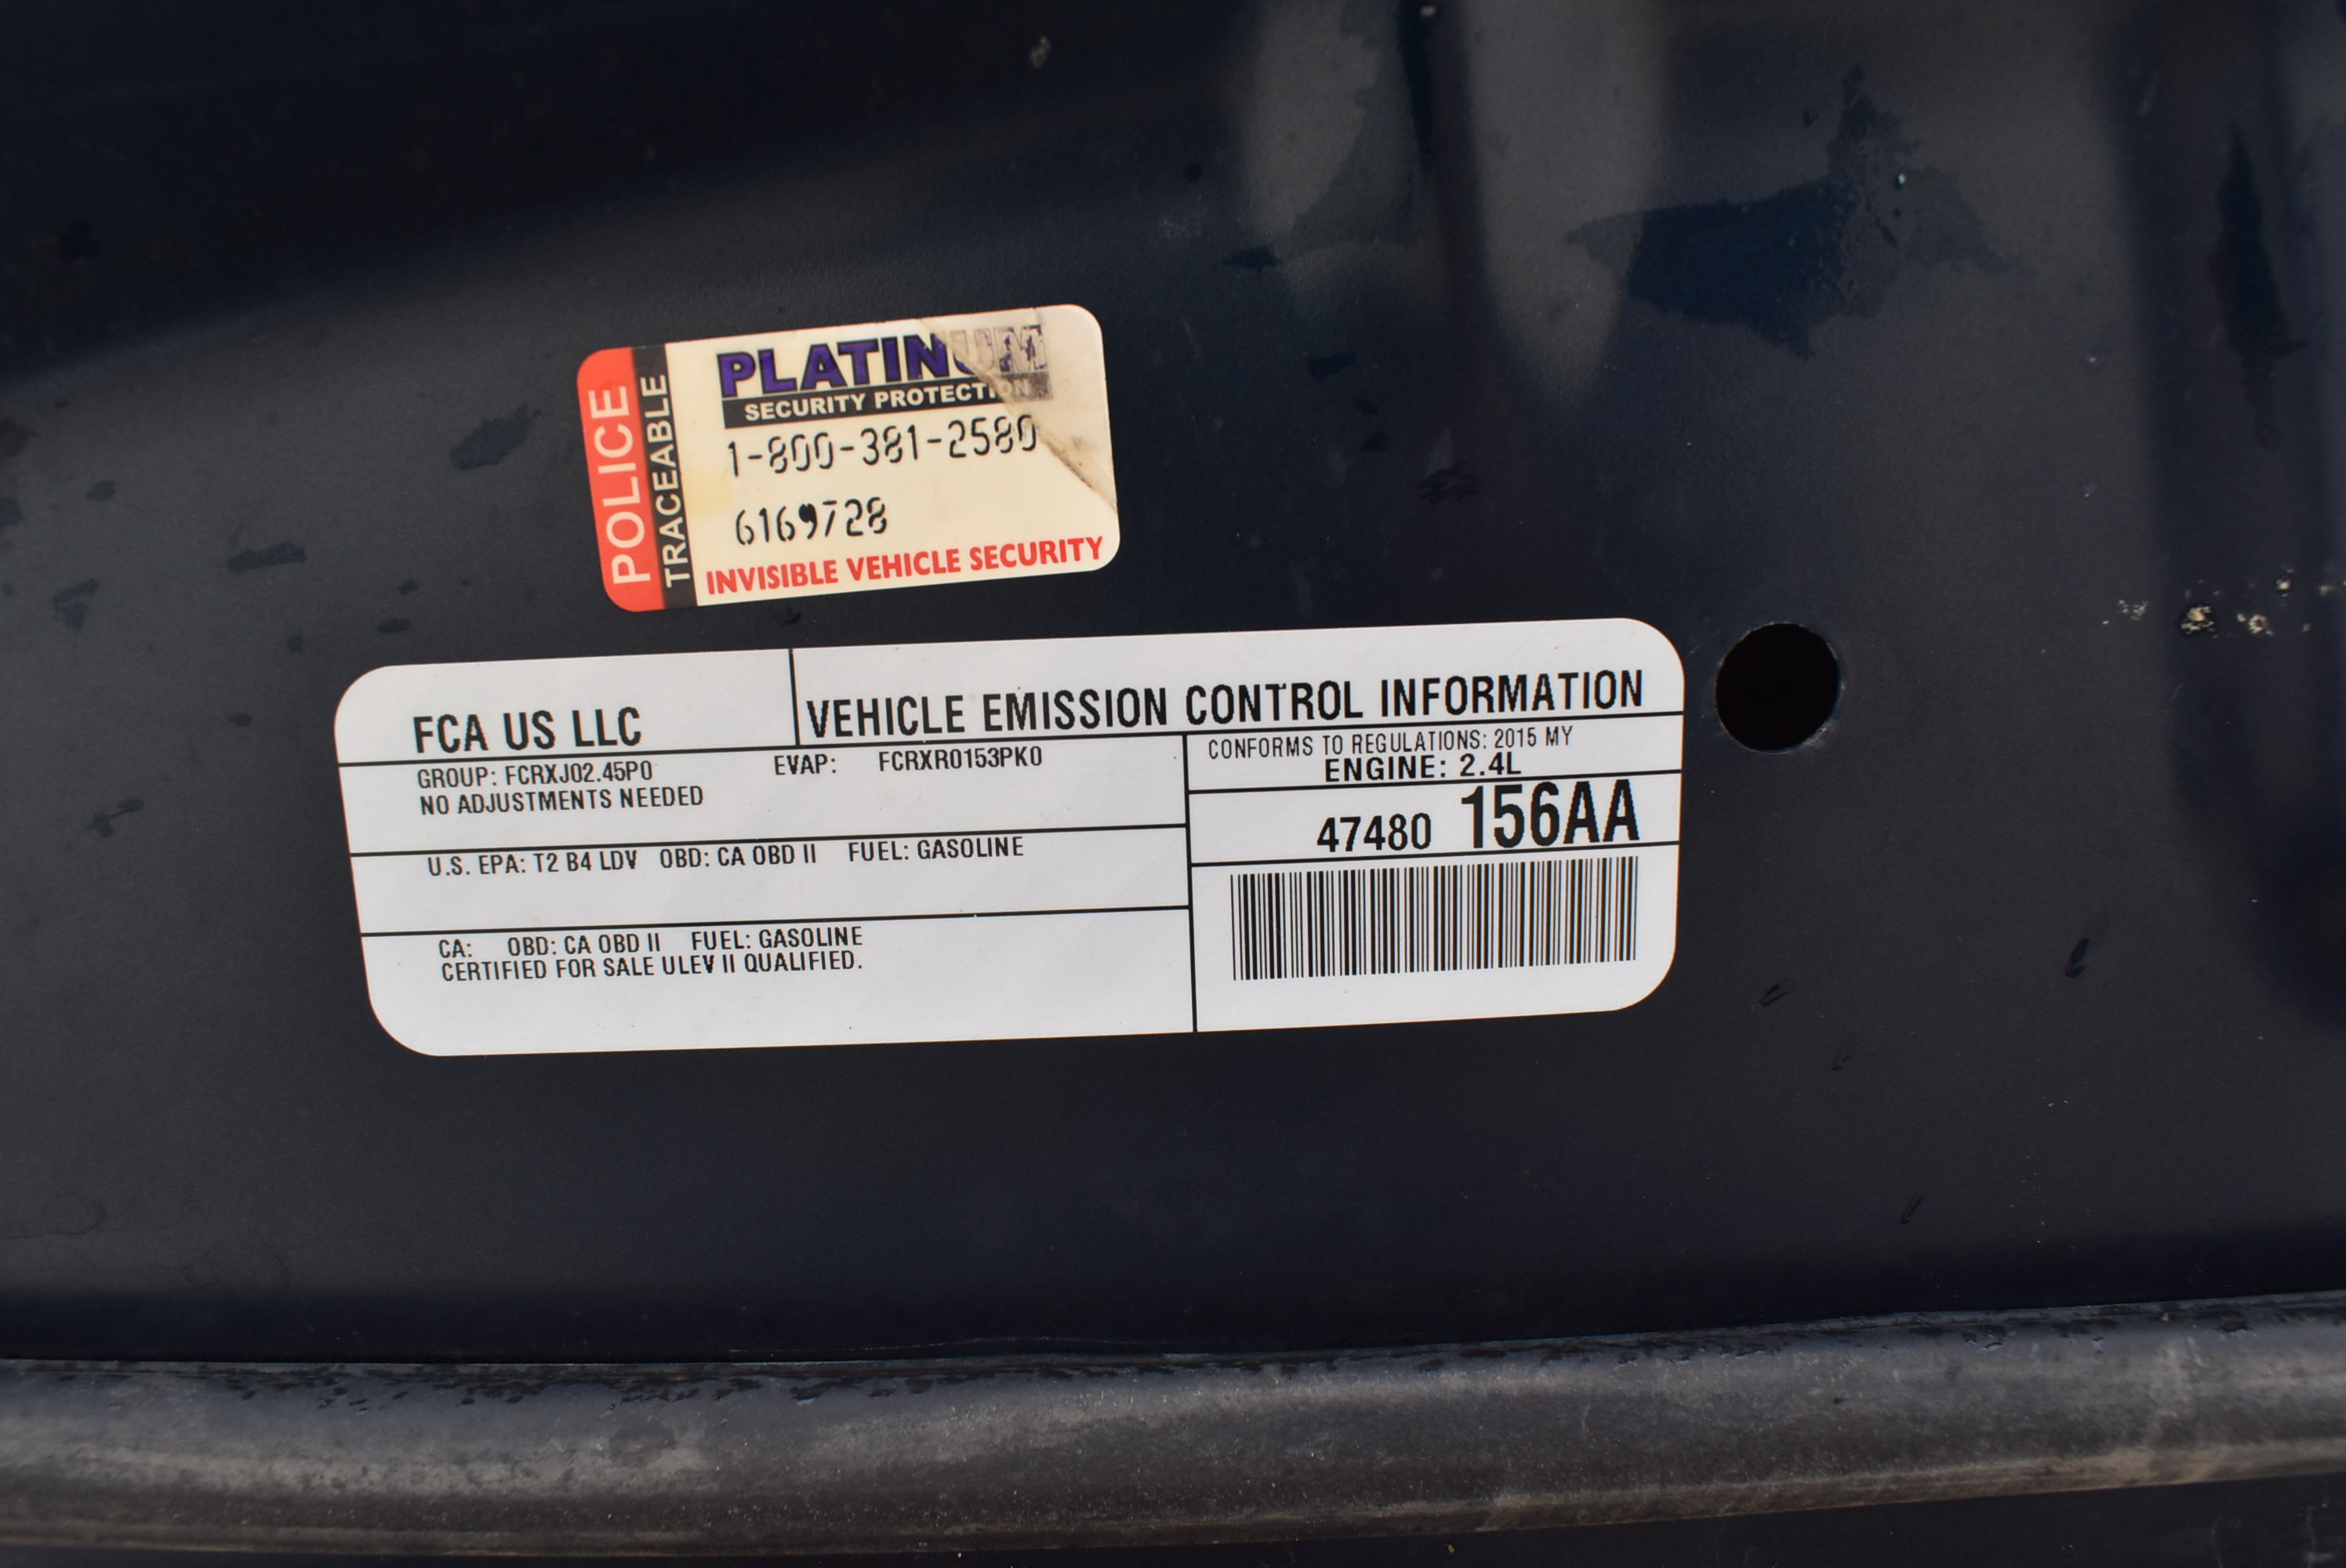 POLICE
TRACEABLE
PLATINUM
SECURITY PROTECTION
1-800-381-2580
6169728
INVISIBLE VEHICLE SECURITY
FCA US LLC
VEHICLE EMISSION CONTROL INFORMATION
GROUP: FCRXJ02.45P0 EVAP: FCRXR0153PK0
NO ADJUSTMENTS NEEDED
CONFORMS TO REGULATIONS: 2015 MY
ENGINE: 2.4L
47480 156AA
U.S. EPA: T2 B4 LDV OBD: CA OBD II FUEL: GASOLINE
CA: OBD: CA OBD II FUEL: GASOLINE
CERTIFIED FOR SALE ULEV II QUALIFIED.